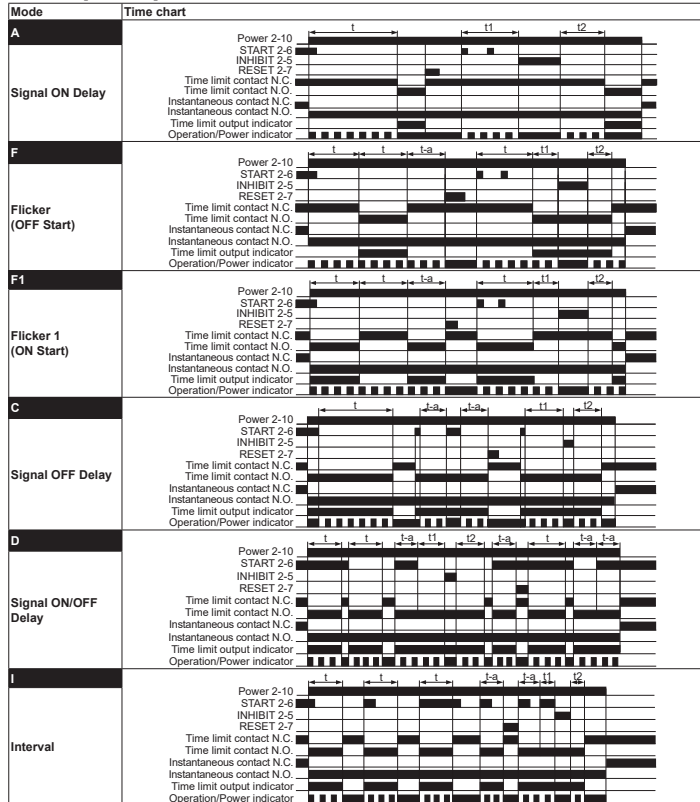 Mode Time chart
A t t1 t2
Signal ON Delay
Power 2-10
START 2-6
INHIBIT 2-5
RESET 2-7
Time limit contact N.C.
Time limit contact N.O.
Instantaneous contact N.C.
Instantaneous contact N.O.
Time limit output indicator
Operation/Power indicator
F t t t-a t t1 t2
Flicker
(OFF Start)
Power 2-10
START 2-6
INHIBIT 2-5
RESET 2-7
Time limit contact N.C.
Time limit contact N.O.
Instantaneous contact N.C.
Instantaneous contact N.O.
Time limit output indicator
Operation/Power indicator
F1 t t t-a t t1 t2
Flicker 1
(ON Start)
Power 2-10
START 2-6
INHIBIT 2-5
RESET 2-7
Time limit contact N.C.
Time limit contact N.O.
Instantaneous contact N.C.
Instantaneous contact N.O.
Time limit output indicator
Operation/Power indicator
C t t-a t-a t1 t2
Signal OFF Delay
Power 2-10
START 2-6
INHIBIT 2-5
RESET 2-7
Time limit contact N.C.
Time limit contact N.O.
Instantaneous contact N.C.
Instantaneous contact N.O.
Time limit output indicator
Operation/Power indicator
D t t t-a t1 t2 t-a t t-a t-a
Signal ON/OFF
Delay
Power 2-10
START 2-6
INHIBIT 2-5
RESET 2-7
Time limit contact N.C.
Time limit contact N.O.
Instantaneous contact N.C.
Instantaneous contact N.O.
Time limit output indicator
Operation/Power indicator
I t t t t-a t-a t1 t2
Interval
Power 2-10
START 2-6
INHIBIT 2-5
RESET 2-7
Time limit contact N.C.
Time limit contact N.O.
Instantaneous contact N.C.
Instantaneous contact N.O.
Time limit output indicator
Operation/Power indicator